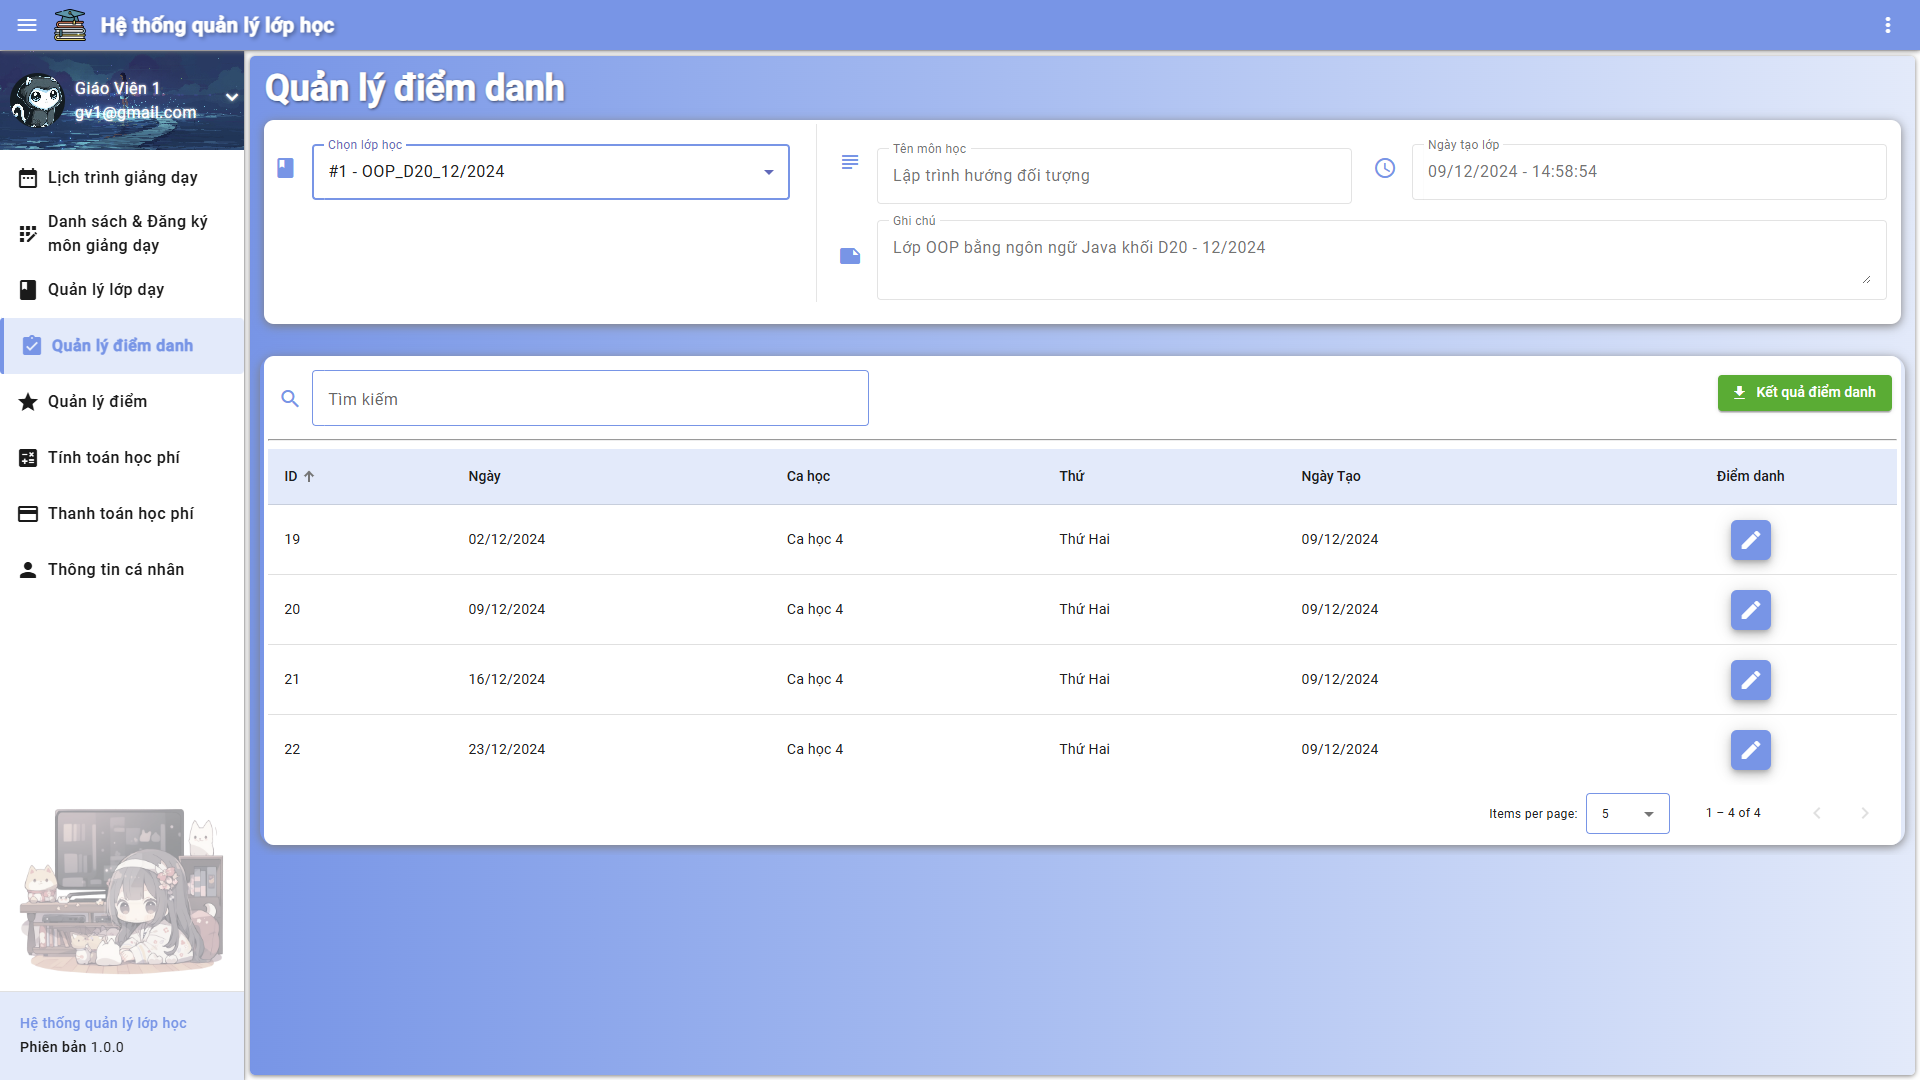 Hệ thống quản lý lớp học
Giáo Viên 1
gv1@gmail.com
Lịch trình giảng dạy
Danh sách & Đăng ký
môn giảng dạy
Quản lý lớp dạy
Quản lý điểm danh
Quản lý điểm
Tính toán học phí
Thanh toán học phí
Thông tin cá nhân
Hệ thống quản lý lớp học
Phiên bản 1.0.0
Quản lý điểm danh
Chọn lớp học
#1 - OOP_D20_12/2024
Tên môn học
Lập trình hướng đối tượng
Ngày tạo lớp
09/12/2024 - 14:58:54
Ghi chú
Lớp OOP bằng ngôn ngữ Java khối D20 - 12/2024
Tìm kiếm
Kết quả điểm danh
ID Ngày Ca học Thứ Ngày Tạo Điểm danh
19 02/12/2024 Ca học 4 Thứ Hai 09/12/2024
20 09/12/2024 Ca học 4 Thứ Hai 09/12/2024
21 16/12/2024 Ca học 4 Thứ Hai 09/12/2024
22 23/12/2024 Ca học 4 Thứ Hai 09/12/2024
Items per page: 5 1 – 4 of 4